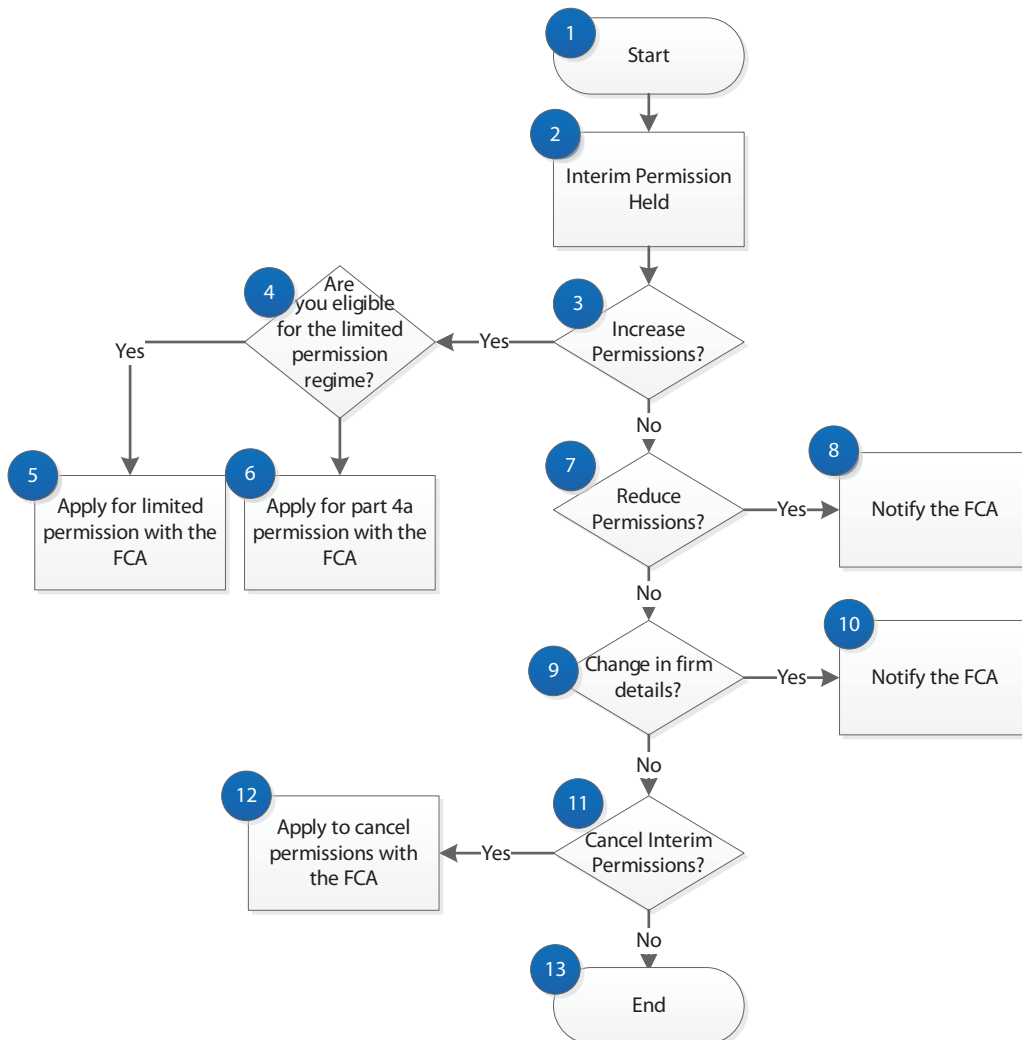 1
Start
2
Interim Permission
Held
3
Increase
Permissions?
Yes
4
Are
you eligible
for the limited
permission
regime?
Yes
5
Apply for limited
permission with the
FCA
6
Apply for part 4a
permission with the
FCA
No
7
Reduce
Permissions?
Yes
8
Notify the FCA
No
9
Change in firm
details?
Yes
10
Notify the FCA
No
11
Cancel Interim
Permissions?
Yes
12
Apply to cancel
permissions with
the FCA
No
13
End